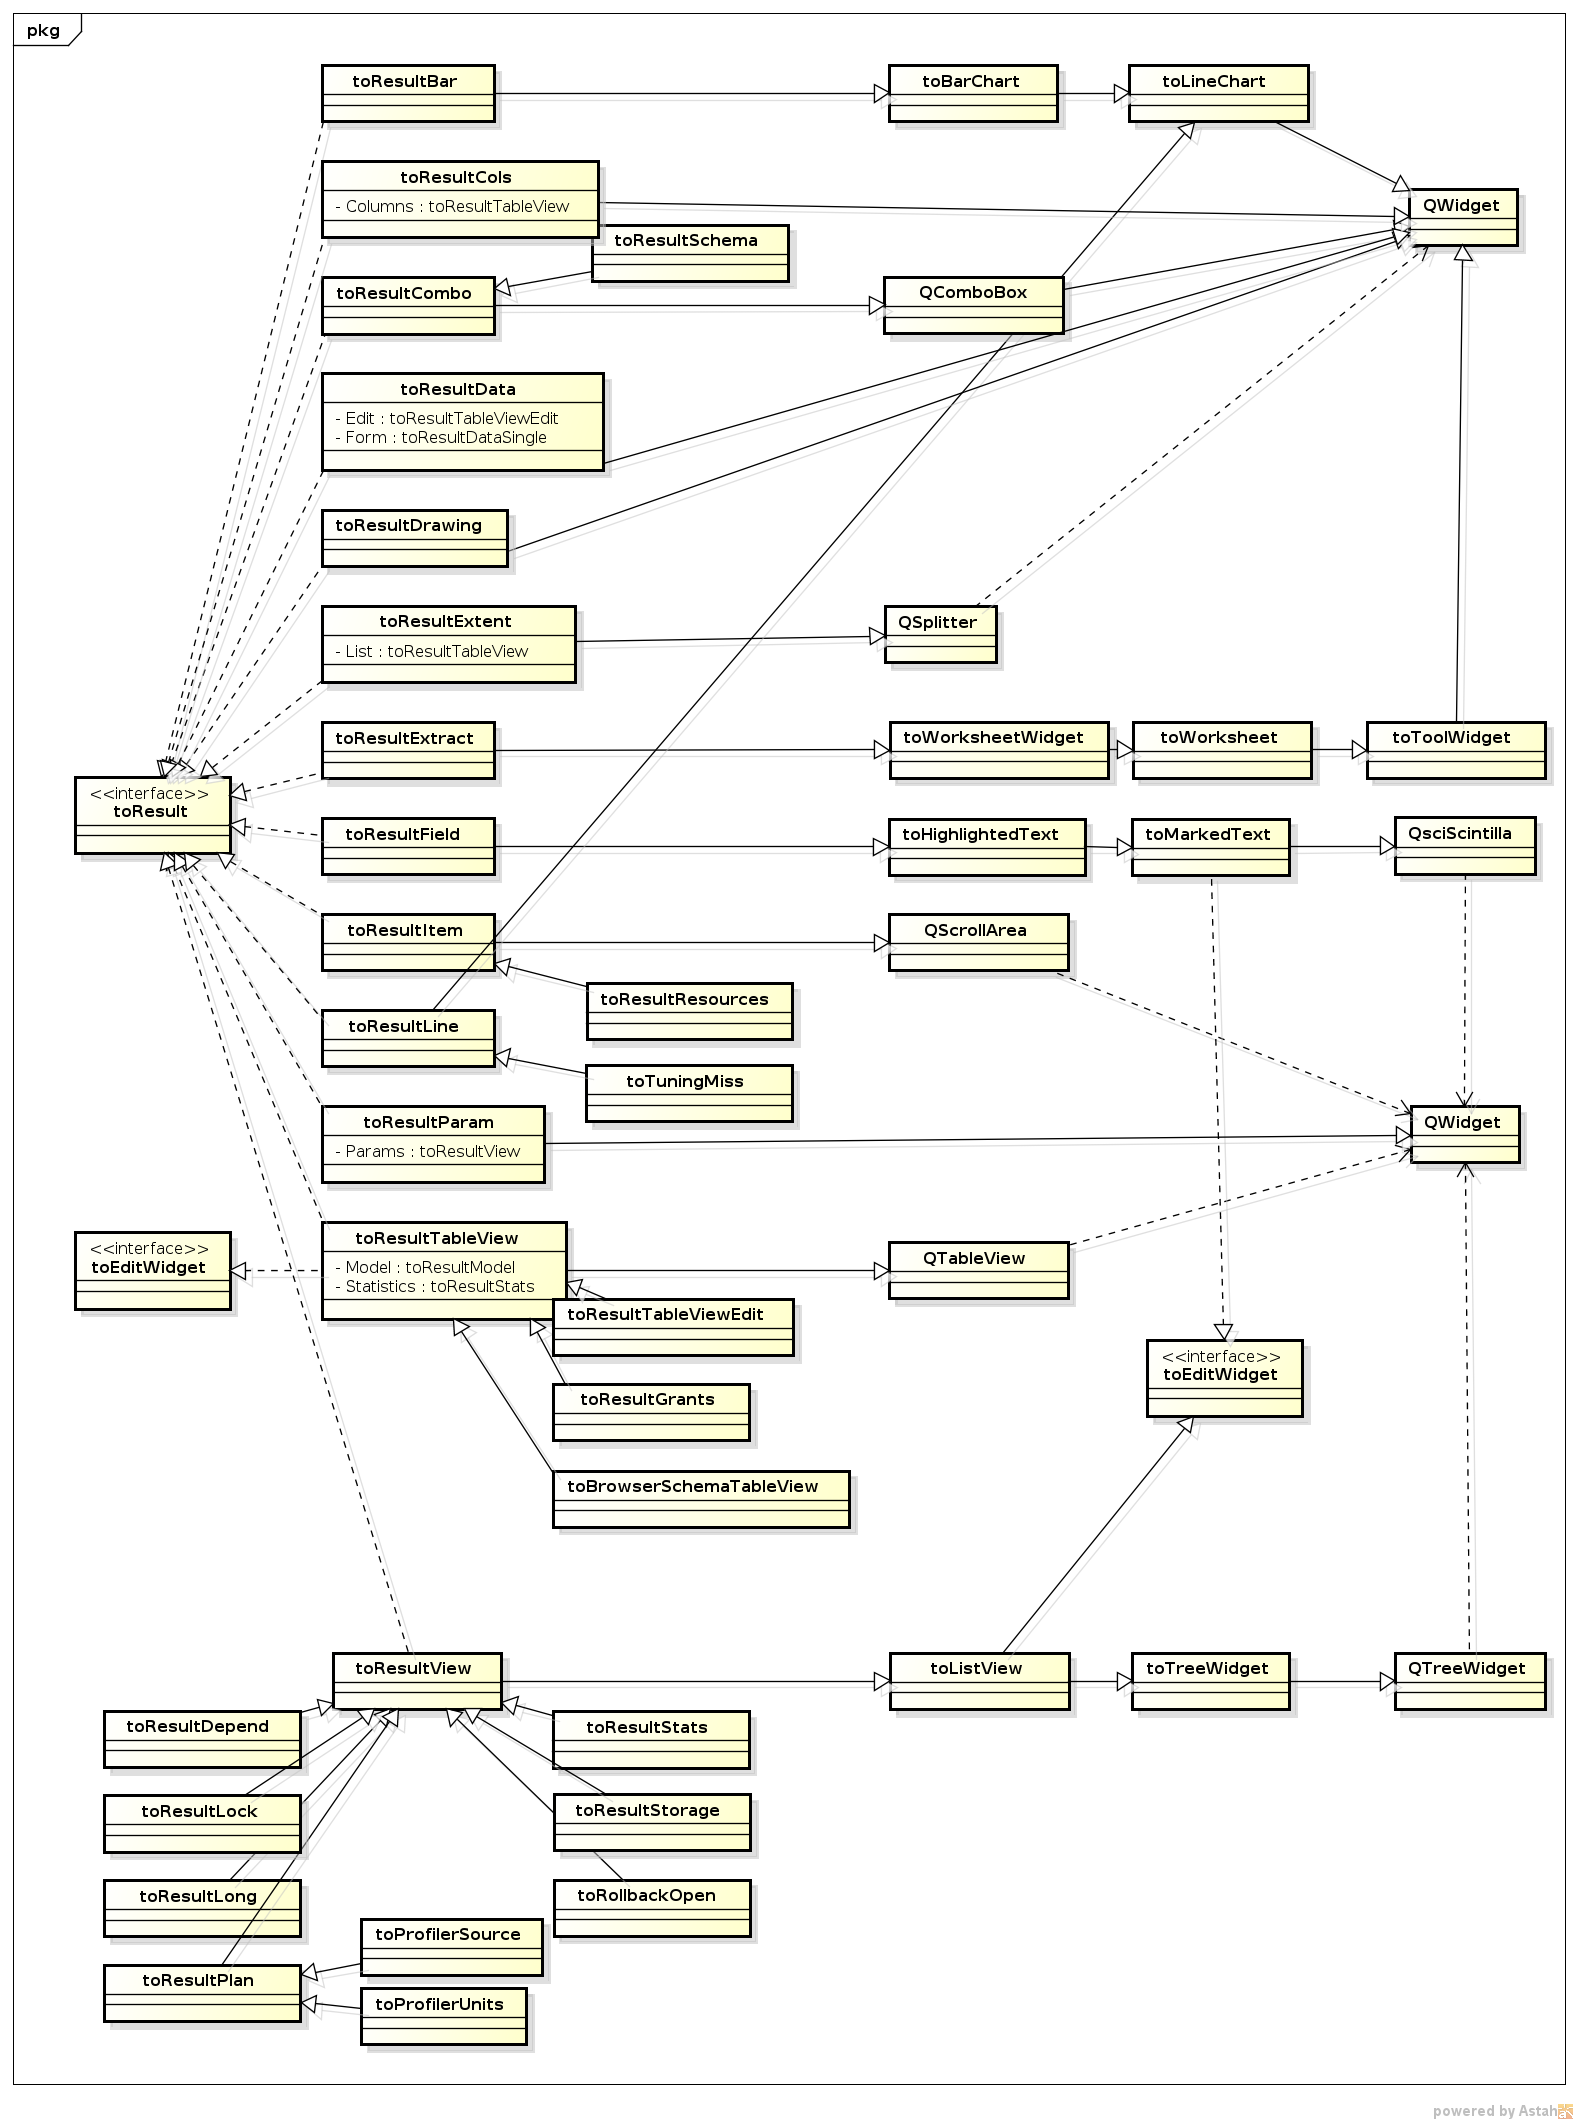 pkg
toResultBar
toBarChart
toLineChart
toResultCols
- Columns : toResultTableView
QWidget
toResultSchema
toResultCombo
QComboBox
toResultData
- Edit : toResultTableViewEdit
- Form : toResultDataSingle
toResultDrawing
toResultExtent
- List : toResultTableView
QSplitter
toResultExtract
toWorksheetWidget
toWorksheet
toToolWidget
<<interface>>
toResult
toResultField
toHighlightedText
toMarkedText
QsciScintilla
toResultItem
QScrollArea
toResultResources
toResultLine
toTuningMiss
toResultParam
- Params : toResultView
QWidget
<<interface>>
toEditWidget
toResultTableView
- Model : toResultModel
- Statistics : toResultStats
QTableView
toResultTableViewEdit
<<interface>>
toEditWidget
toResultGrants
toBrowserSchemaTableView
toResultView
toListView
toTreeWidget
QTreeWidget
toResultDepend
toResultStats
toResultLock
toResultStorage
toResultLong
toRollbackOpen
toProfilerSource
toResultPlan
toProfilerUnits
powered by Astah